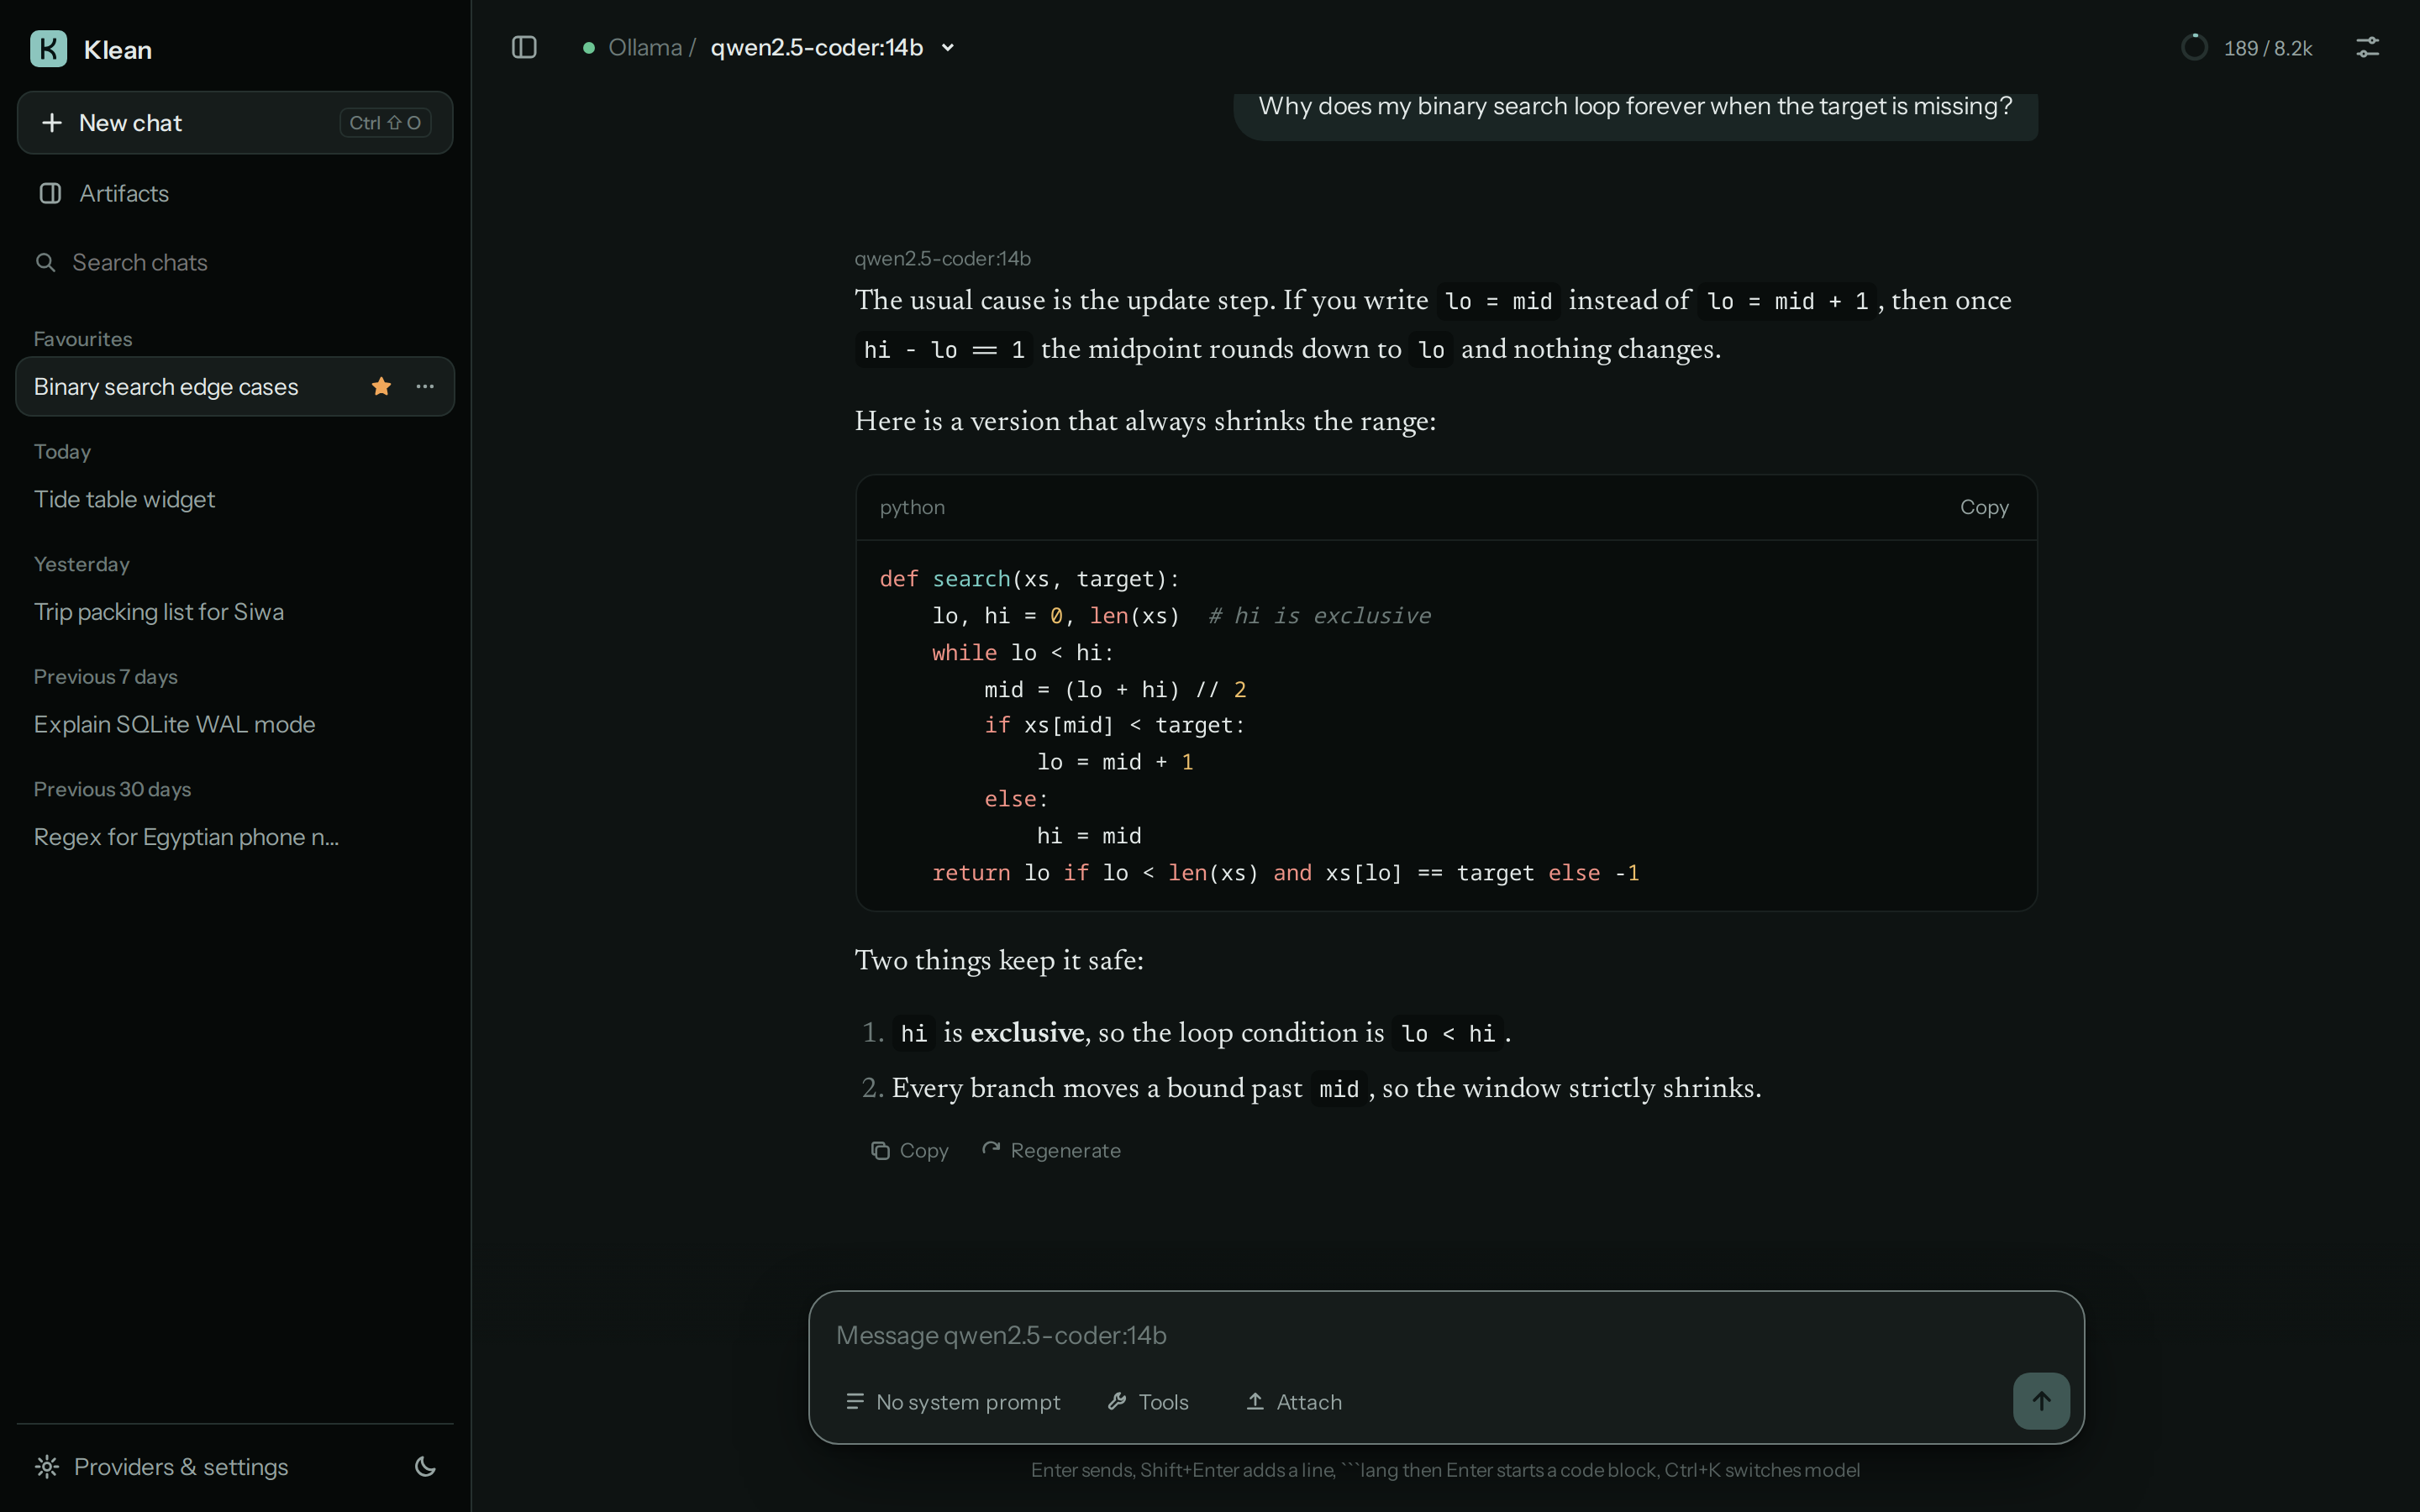 Klean
New chat
Ctrl ⇧ O
Artifacts
Search chats
Favourites
Binary search edge cases
Today
Tide table widget
Yesterday
Trip packing list for Siwa
Previous 7 days
Explain SQLite WAL mode
Previous 30 days
Regex for Egyptian phone n...
Providers & settings
Ollama / qwen2.5-coder:14b
189 / 8.2k
Why does my binary search loop forever when the target is missing?
qwen2.5-coder:14b
The usual cause is the update step. If you write lo = mid instead of lo = mid + 1, then once
hi - lo == 1 the midpoint rounds down to lo and nothing changes.
Here is a version that always shrinks the range:
python
Copy
def search(xs, target):
    lo, hi = 0, len(xs)  # hi is exclusive
    while lo < hi:
        mid = (lo + hi) // 2
        if xs[mid] < target:
            lo = mid + 1
        else:
            hi = mid
    return lo if lo < len(xs) and xs[lo] == target else -1
Two things keep it safe:
1. hi is exclusive, so the loop condition is lo < hi.
2. Every branch moves a bound past mid, so the window strictly shrinks.
Copy
Regenerate
Message qwen2.5-coder:14b
No system prompt
Tools
Attach
Enter sends, Shift+Enter adds a line, ```lang then Enter starts a code block, Ctrl+K switches model